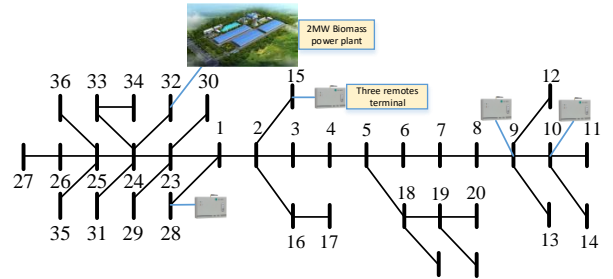 2MW Biomass
power plant
36 33 34 32 30 15 Three remotes
terminal
12
1 2 3 4 5 6 7 8 9 10 11
27 26 25 24 23
35 31 29 28 16 17 18 19 20 13 14